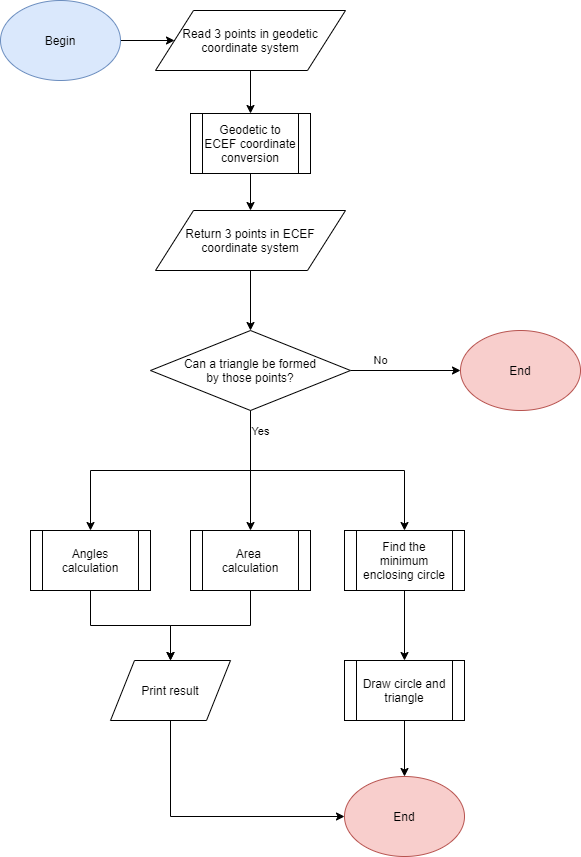 Begin
Read 3 points in geodetic
coordinate system
Geodetic to
ECEF coordinate
conversion
Return 3 points in ECEF
coordinate system
Can a triangle be formed
by those points?
No
End
Yes
Angles
calculation
Area
calculation
Find the
minimum
enclosing circle
Print result
Draw circle and
triangle
End